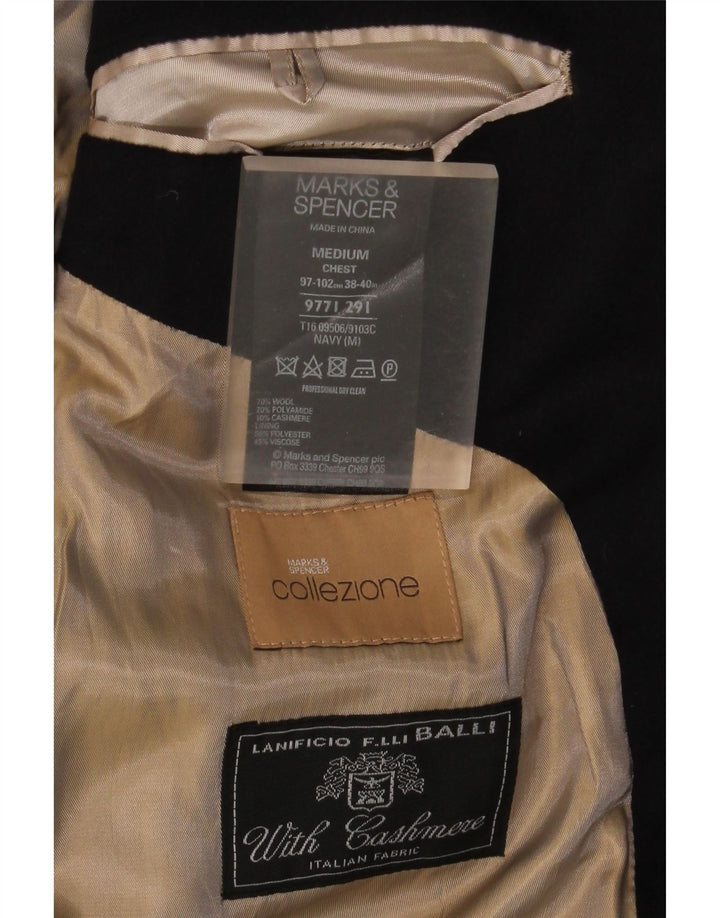 MARKS &
SPENCER
MADE IN CHINA
MEDIUM
CHEST
97-102cm 38-40in
9771 291
T16 09506/9103C
NAVY (M)
P
PROFESSIONAL DRY CLEAN
70% WOOL
20% POLYAMIDE
10% CASHMERE
LINING
55% POLYESTER
45% VISCOSE
© Marks and Spencer plc
PO Box 3339 Chester CH99 9QS
MARKS &
SPENCER
collezione
LANIFICIO F.LLI BALLI
With Cashmere
ITALIAN FABRIC